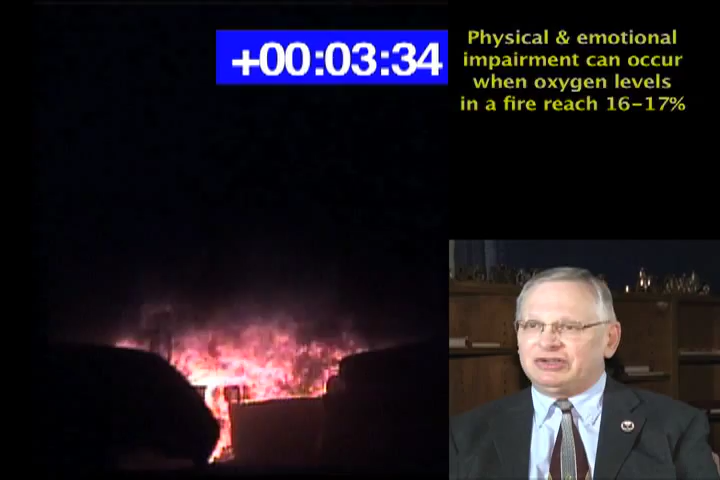 +00:03:34
Physical & emotional
impairment can occur
when oxygen levels
in a fire reach 16-17%